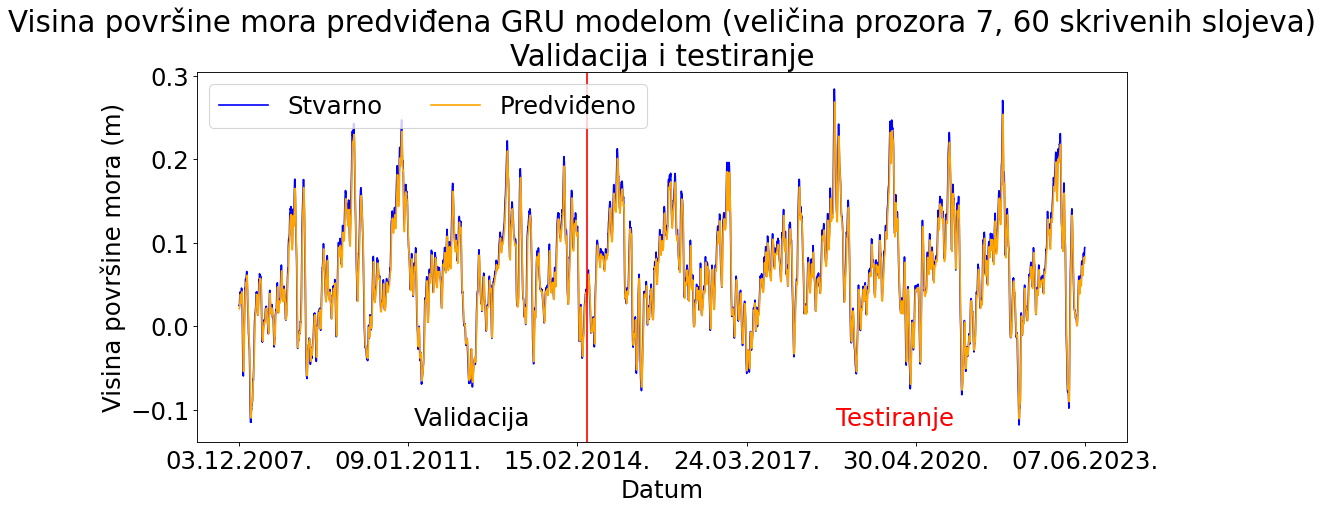 Visina površine mora predviđena GRU modelom (veličina prozora 7, 60 skrivenih slojeva)
Validacija i testiranje
Stvarno Predviđeno
Visina površine mora (m)
0.3
0.2
0.1
0.0
−0.1
Validacija Testiranje
03.12.2007. 09.01.2011. 15.02.2014. 24.03.2017. 30.04.2020. 07.06.2023.
Datum